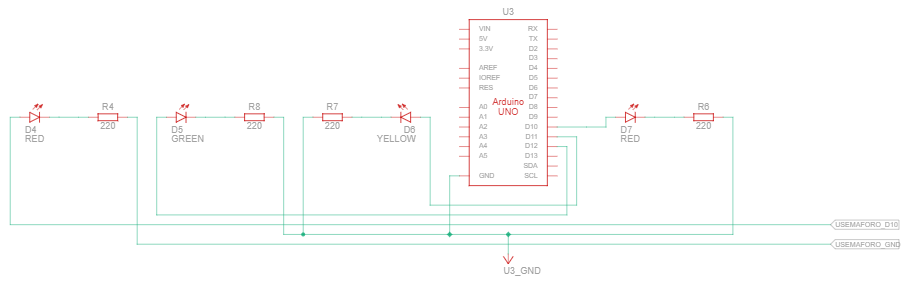 U3
VIN
5V
3.3V
AREF
IOREF
RES
A0
A1
A2
A3
A4
A5
GND
Arduino
UNO
RX
TX
D2
D3
D4
D5
D6
D7
D8
D9
D10
D11
D12
D13
SDA
SCL
D4
RED
R4
220
D5
GREEN
R8
220
R7
220
D6
YELLOW
D7
RED
R6
220
USEMAFORO_D10
USEMAFORO_GND
U3_GND